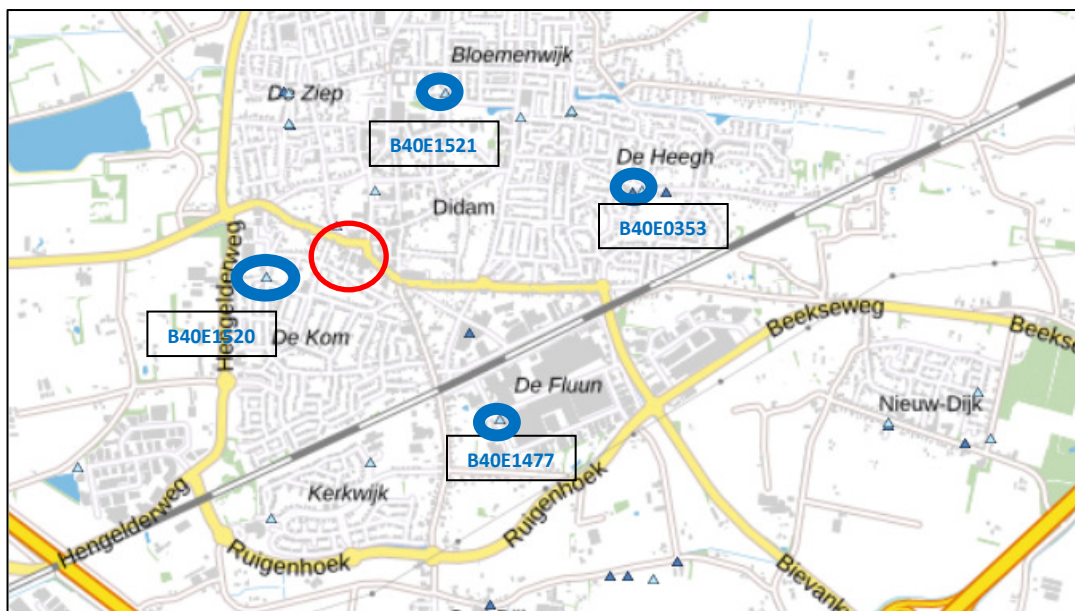 Bloemenwijk
De Ziep
B40E1521
De Heegh
Didam
B40E0353
Hengelderweg
B40E1520
De Kom
Beekseweg
Beekse
De Fluun
Nieuw-Dijk
B40E1477
Kerkwijk
Hengelderweg
Ruigenhoek
Ruigenhoek
Bievank